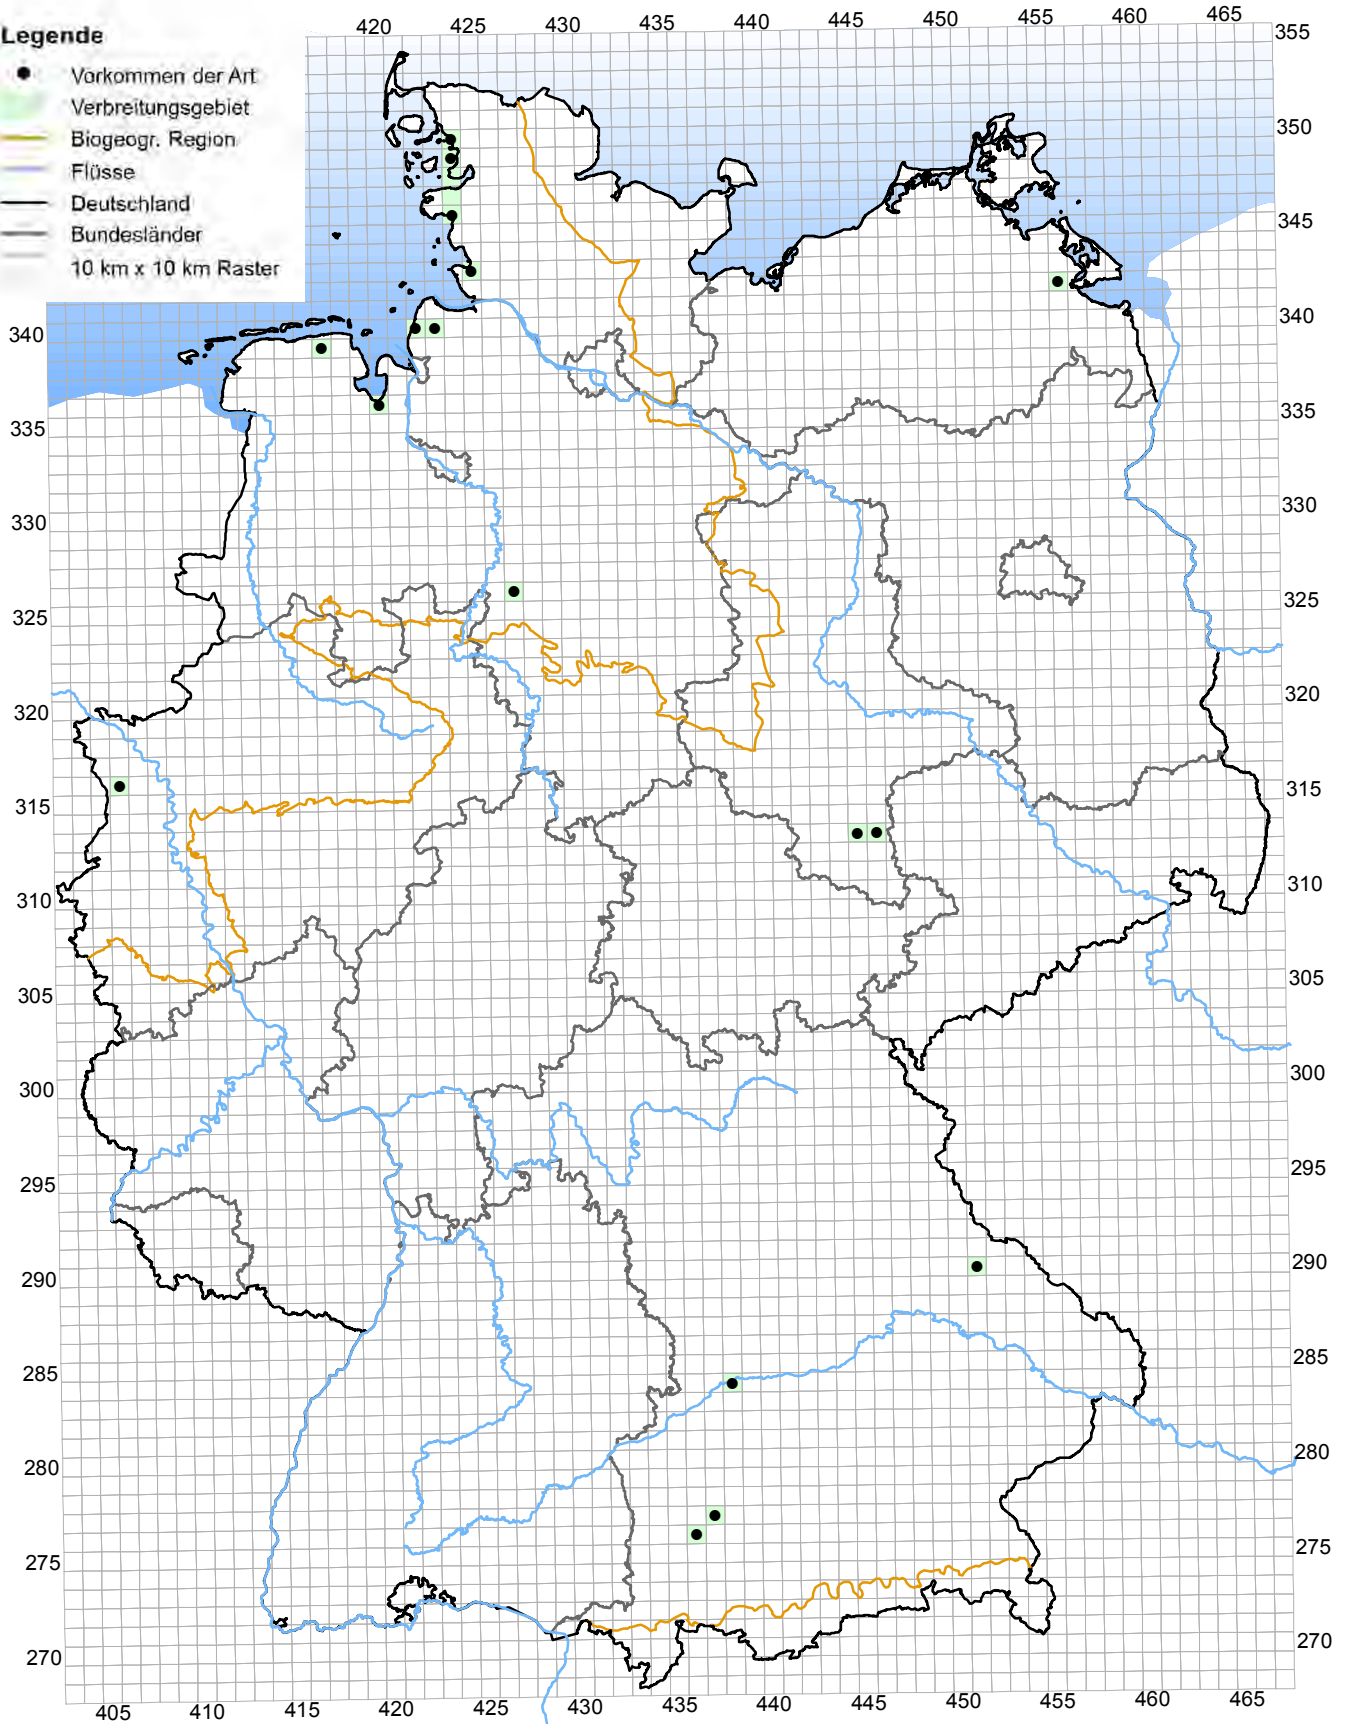 Legende
Vorkommen der Art
Verbreitungsgebiet
Biogeogr. Region
Flüsse
Deutschland
Bundesländer
10 km x 10 km Raster
420 425 430 435 440 445 450 455 460 465
355
350
345
340 340
335 335
330 330
325 325
320 320
315 315
310 310
305 305
300 300
295 295
290 290
285 285
280 280
275 275
270 270
405 410 415 420 425 430 435 440 445 450 455 460 465